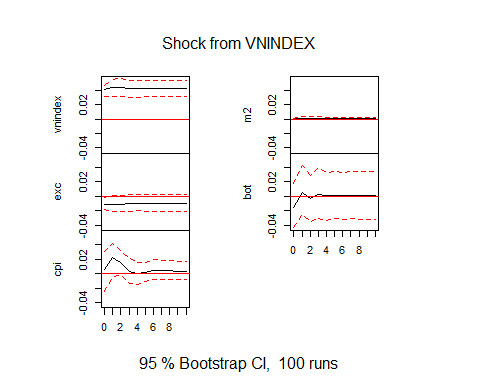 Shock from VNINDEX
vnindex
0.02
-0.04
exc
0.02
-0.04
cpi
0.02
-0.04
0 2 4 6 8
m2
0.02
-0.04
bot
0.02
-0.04
0 2 4 6 8
95 % Bootstrap CI, 100 runs